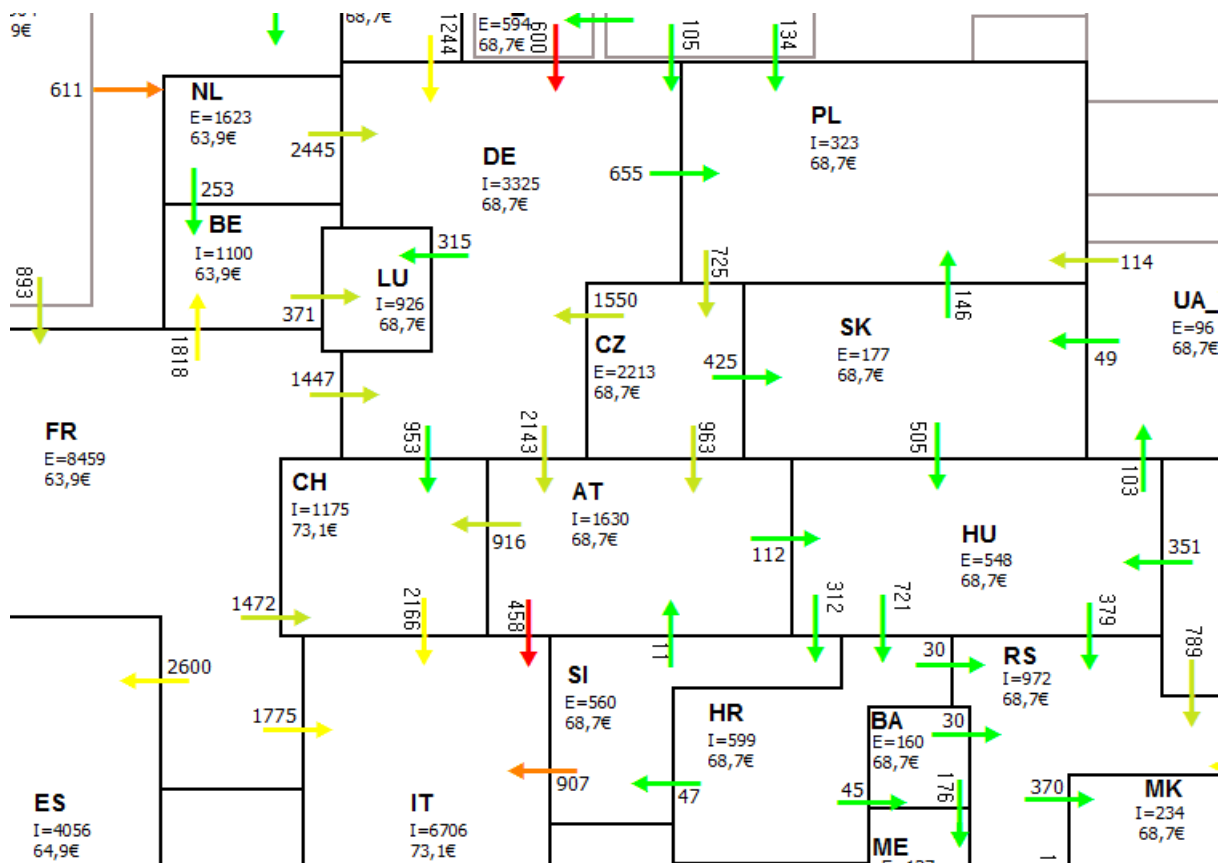 9€
68,7€
1244
E=594
68,7€
600
105
134
611
NL
E=1623
63,9€
2445
PL
I=323
68,7€
DE
I=3325
68,7€
655
253
BE
I=1100
63,9€
315
893
LU
I=926
68,7€
371
725
114
1550
146
UA_
E=96
68,7€
1818
SK
E=177
68,7€
CZ
E=2213
68,7€
425
49
1447
FR
E=8459
63,9€
953
2143
963
505
103
CH
I=1175
73,1€
AT
I=1630
68,7€
916
112
HU
E=548
68,7€
351
1472
2166
458
11
312
721
379
789
2600
30
RS
I=972
68,7€
SI
E=560
68,7€
1775
HR
I=599
68,7€
BA
E=160
68,7€
30
907
47
45
176
370
MK
I=234
68,7€
ES
I=4056
64,9€
IT
I=6706
73,1€
ME